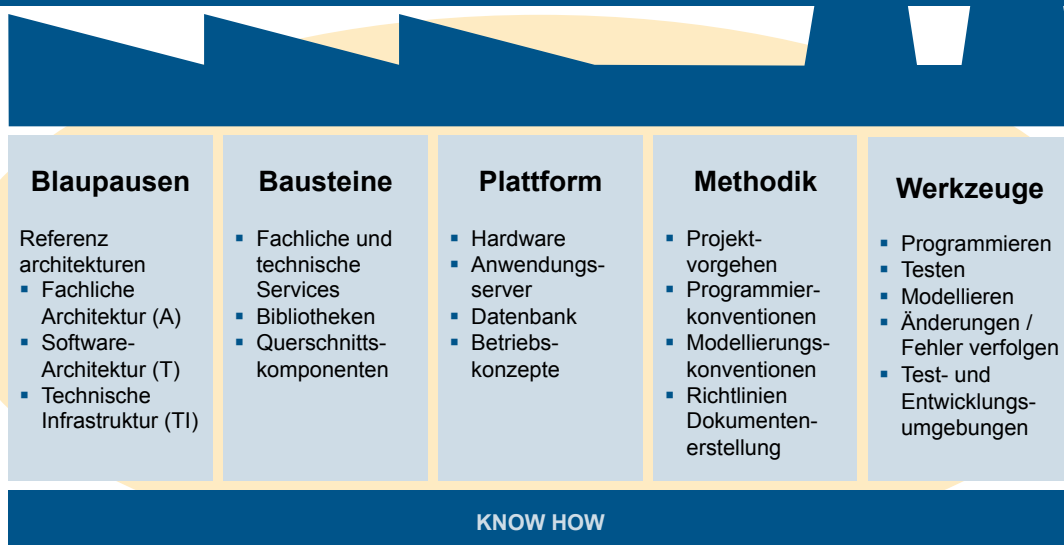 Blaupausen
Referenz
architekturen
▪ Fachliche
Architektur (A)
▪ Software-
Architektur (T)
▪ Technische
Infrastruktur (TI)
Bausteine
▪ Fachliche und
technische
Services
▪ Bibliotheken
▪ Querschnitts-
komponenten
Plattform
▪ Hardware
▪ Anwendungs-
server
▪ Datenbank
▪ Betriebs-
konzepte
Methodik
▪ Projekt-
vorgehen
▪ Programmier-
konventionen
▪ Modellierungs-
konventionen
▪ Richtlinien
Dokumenten-
erstellung
Werkzeuge
▪ Programmieren
▪ Testen
▪ Modellieren
▪ Änderungen /
Fehler verfolgen
▪ Test- und
Entwicklungs-
umgebungen
KNOW HOW